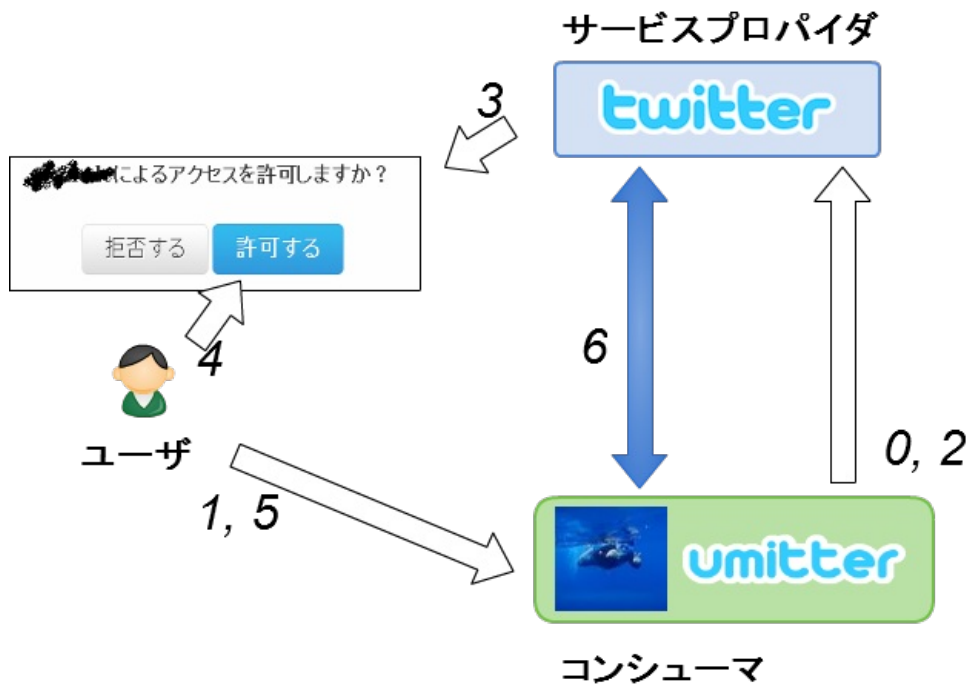 サービスプロパイダ
twitter
3
によるアクセスを許可しますか？
拒否する
許可する
4
ユーザ
6
0, 2
1, 5
umitter
コンシューマ